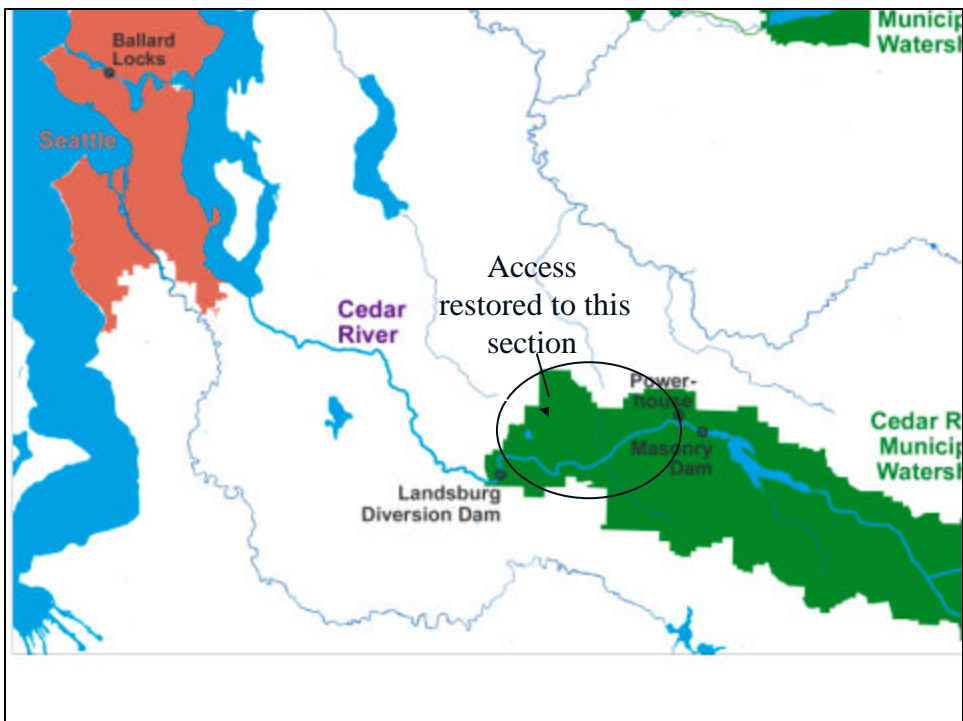 Ballard
Locks
Municip
Watersh
Seattle
Access
restored to this
section
Cedar
River
Power-
house
Masonry
Dam
Cedar R
Municip
Watersh
Landsburg
Diversion Dam